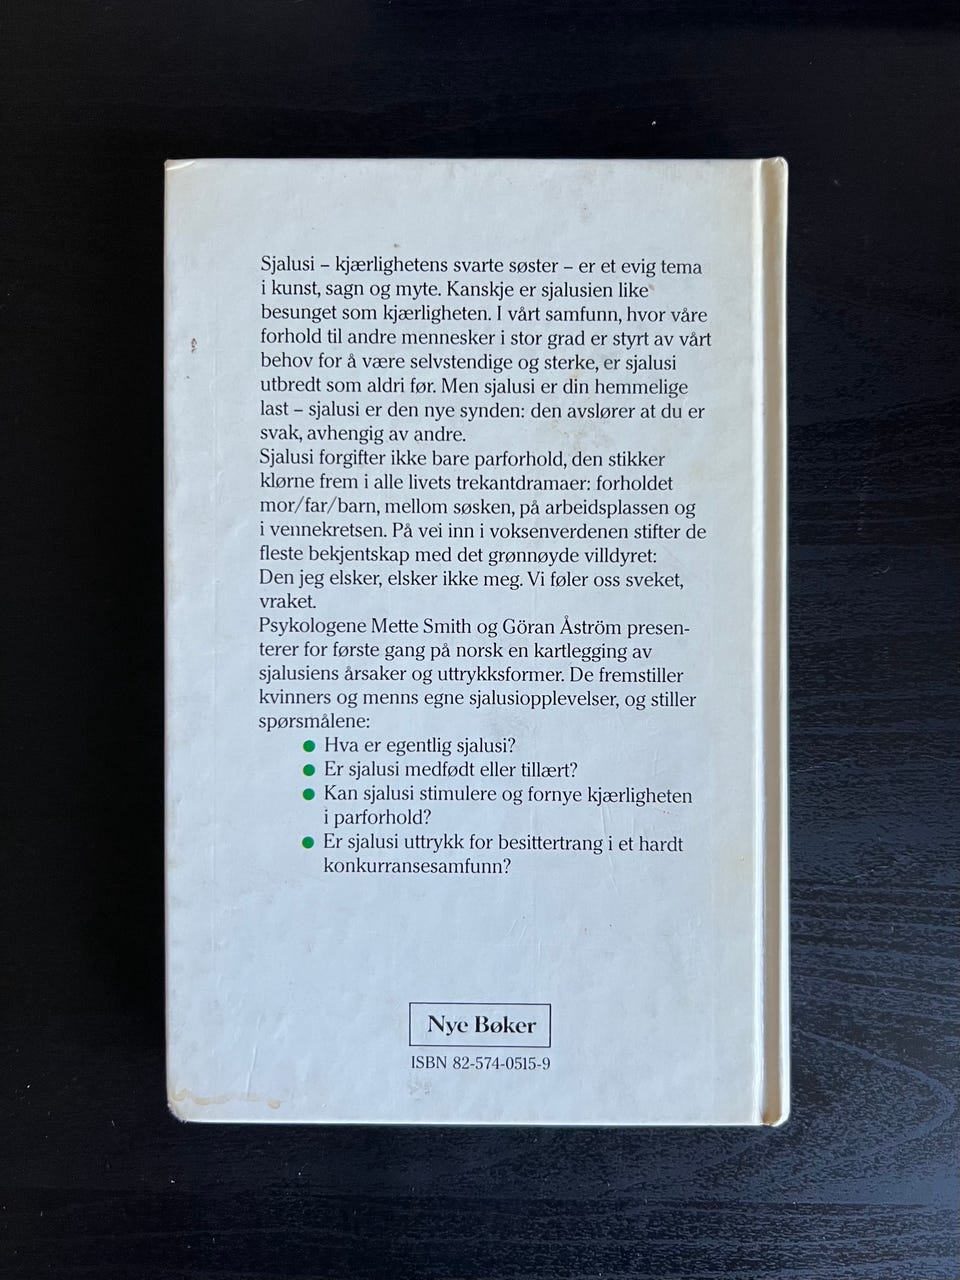 Sjalusi – kjærlighetens svarte søster – er et evig tema
i kunst, sagn og myte. Kanskje er sjalusien like
besunget som kjærligheten. I vårt samfunn, hvor våre
forhold til andre mennesker i stor grad er styrt av vårt
behov for å være selvstendige og sterke, er sjalusi
utbredt som aldri før. Men sjalusi er din hemmelige
last – sjalusi er den nye synden: den avslører at du er
svak, avhengig av andre.
Sjalusi forgifter ikke bare parforhold, den stikker
klørne frem i alle livets trekantdramaer: forholdet
mor/far/barn, mellom søsken, på arbeidsplassen og
i vennekretsen. På vei inn i voksenverdenen stifter de
fleste bekjentskap med det grønnøyde villdyret:
Den jeg elsker, elsker ikke meg. Vi føler oss sveket,
vraket.
Psykologene Mette Smith og Göran Åström presen-
terer for første gang på norsk en kartlegging av
sjalusiens årsaker og uttrykksformer. De fremstiller
kvinners og menns egne sjalusiopplevelser, og stiller
spørsmålene:
● Hva er egentlig sjalusi?
● Er sjalusi medfødt eller tillært?
● Kan sjalusi stimulere og fornye kjærligheten
i parforhold?
● Er sjalusi uttrykk for besittertrang i et hardt
konkurransesamfunn?
Nye Bøker
ISBN 82-574-0515-9